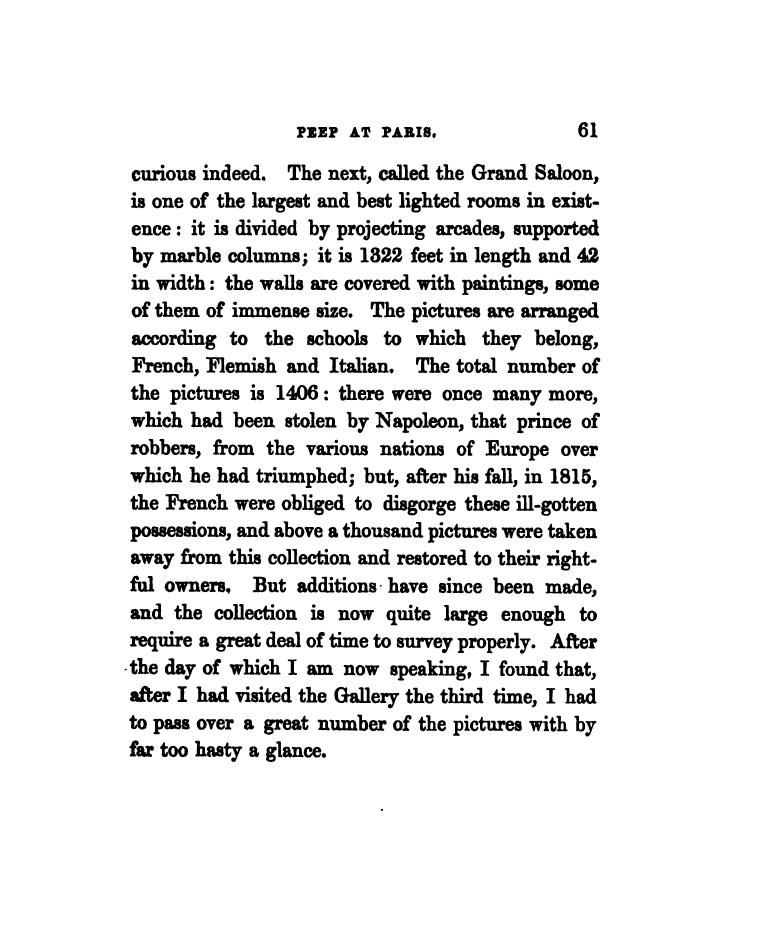 PEEP AT PARIS. 61
curious indeed. The next, called the Grand Saloon,
is one of the largest and best lighted rooms in exist-
ence : it is divided by projecting arcades, supported
by marble columns; it is 1322 feet in length and 42
in width : the walls are covered with paintings, some
of them of immense size. The pictures are arranged
according to the schools to which they belong,
French, Flemish and Italian. The total number of
the pictures is 1406 : there were once many more,
which had been stolen by Napoleon, that prince of
robbers, from the various nations of Europe over
which he had triumphed; but, after his fall, in 1815,
the French were obliged to disgorge these ill-gotten
possessions, and above a thousand pictures were taken
away from this collection and restored to their right-
ful owners. But additions have since been made,
and the collection is now quite large enough to
require a great deal of time to survey properly. After
the day of which I am now speaking, I found that,
after I had visited the Gallery the third time, I had
to pass over a great number of the pictures with by
far too hasty a glance.